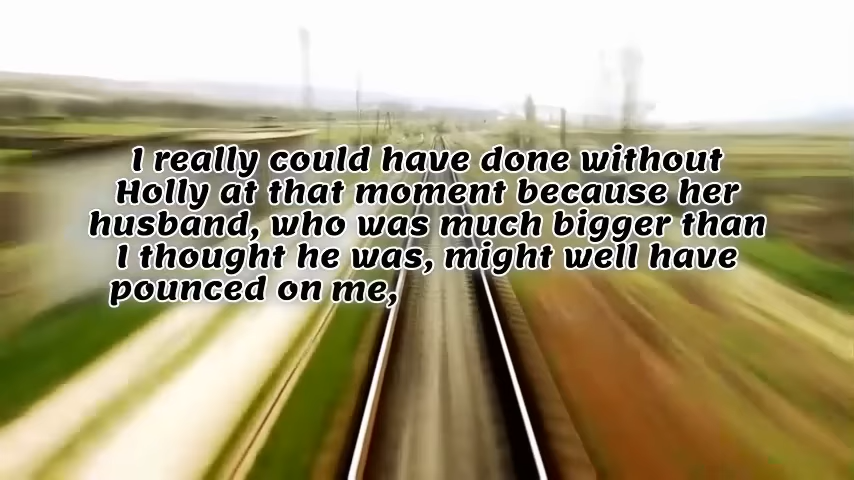 I really could have done without
Holly at that moment because her
husband, who was much bigger than
I thought he was, might well have
pounced on me,